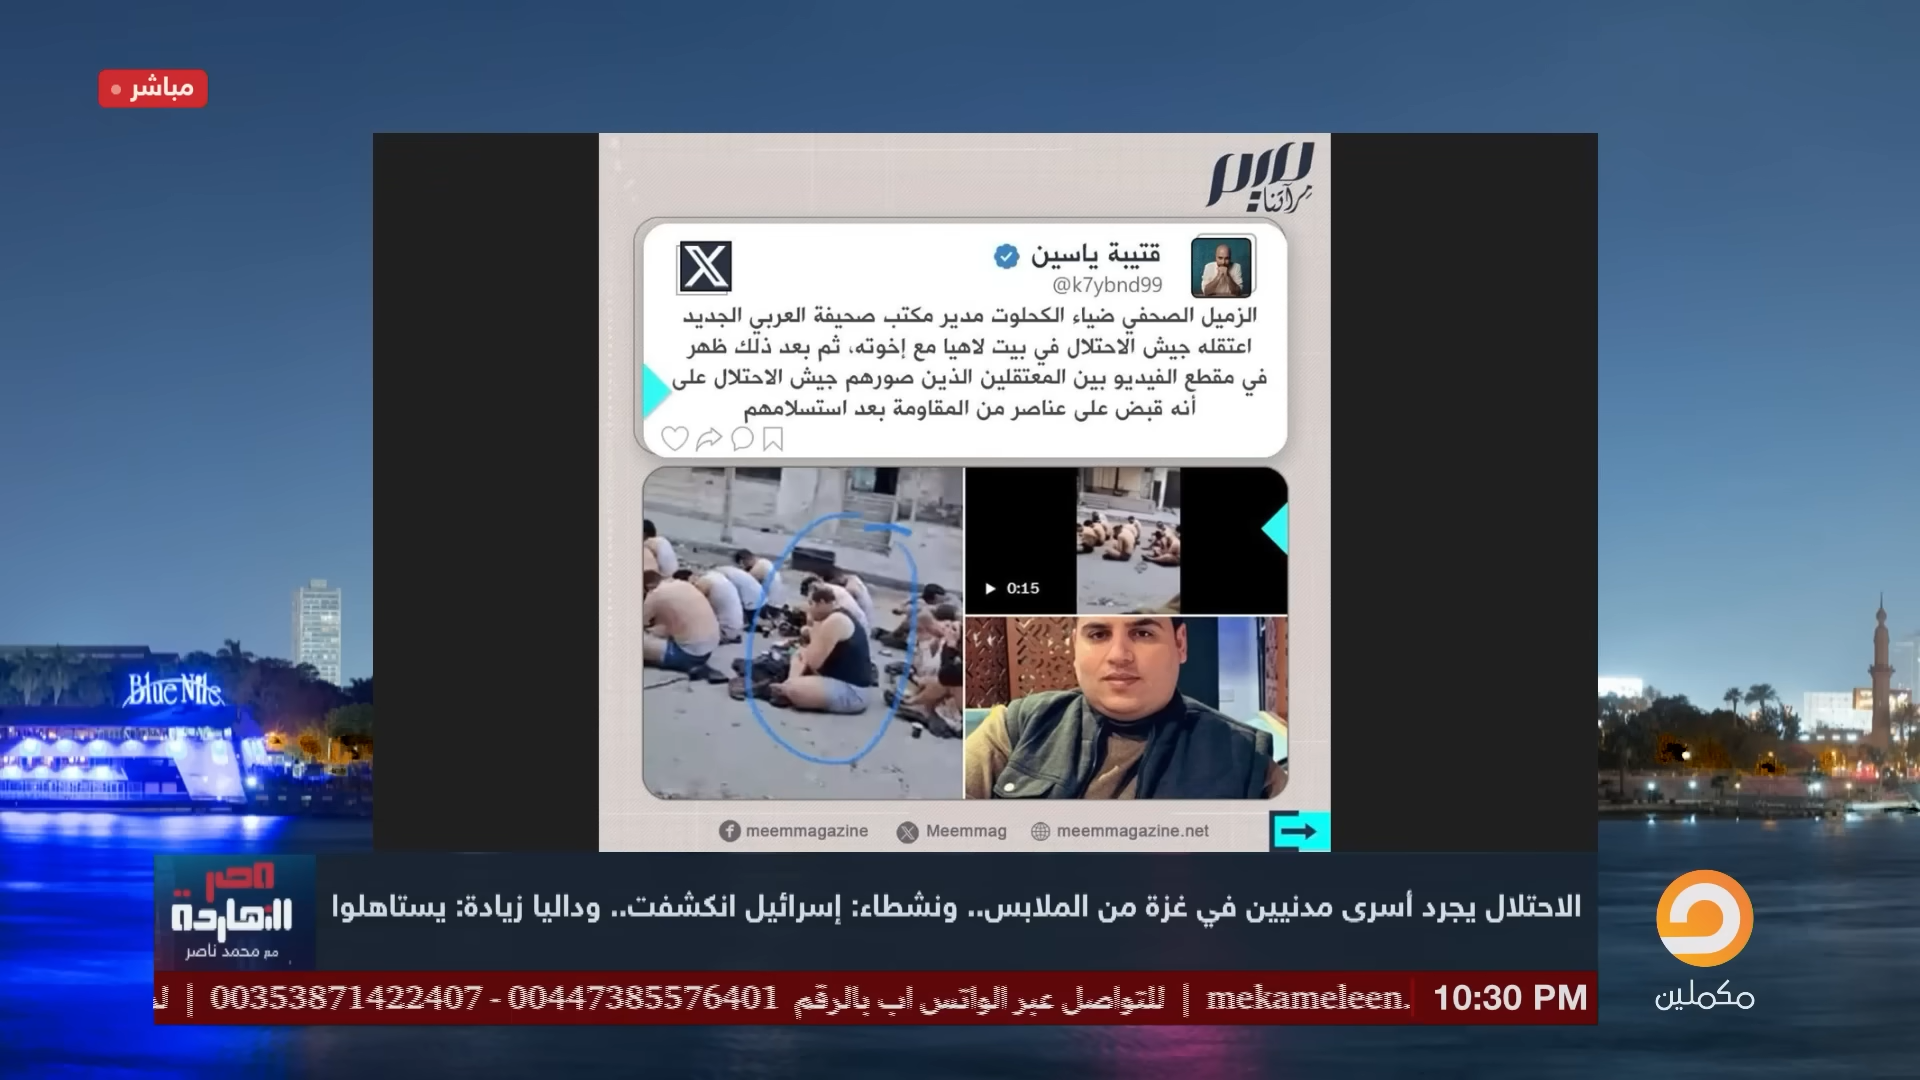 مباشر
ميم
مِرآتنا
قتيبة ياسين
@k7ybnd99
الزميل الصحفي ضياء الكحلوت مدير مكتب صحيفة العربي الجديد
اعتقله جيش الاحتلال في بيت لاهيا مع إخوته، ثم بعد ذلك ظهر
في مقطع الفيديو بين المعتقلين الذين صورهم جيش الاحتلال على
أنه قبض على عناصر من المقاومة بعد استسلامهم
0:15
meemmagazine
Meemmag
meemmagazine.net
Blue Nile
مصر
النهاردة
مع محمد ناصر
الاحتلال يجرد أسرى مدنيين في غزة من الملابس.. ونشطاء: إسرائيل انكشفت.. وداليا زيادة: يستاهلوا
10:30 PM
mekameleen. | للتواصل عبر الواتس اب بالرقم 00447385576401 - 00353871422407 |
مكملين